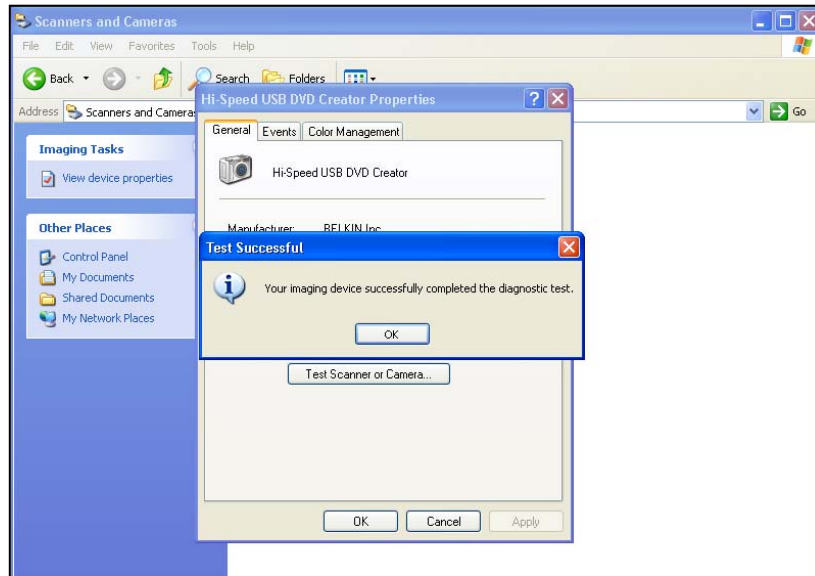 Scanners and Cameras
File Edit View Favorites Tools Help
Back Search Folders
Address Scanners and Cameras Go
Imaging Tasks
View device properties
Other Places
Control Panel
My Documents
Shared Documents
My Network Places
Hi-Speed USB DVD Creator Properties
General Events Color Management
Hi-Speed USB DVD Creator
Manufacturer: BELKIN Inc.
Test Successful
Your imaging device successfully completed the diagnostic test.
OK
Test Scanner or Camera...
OK Cancel Apply